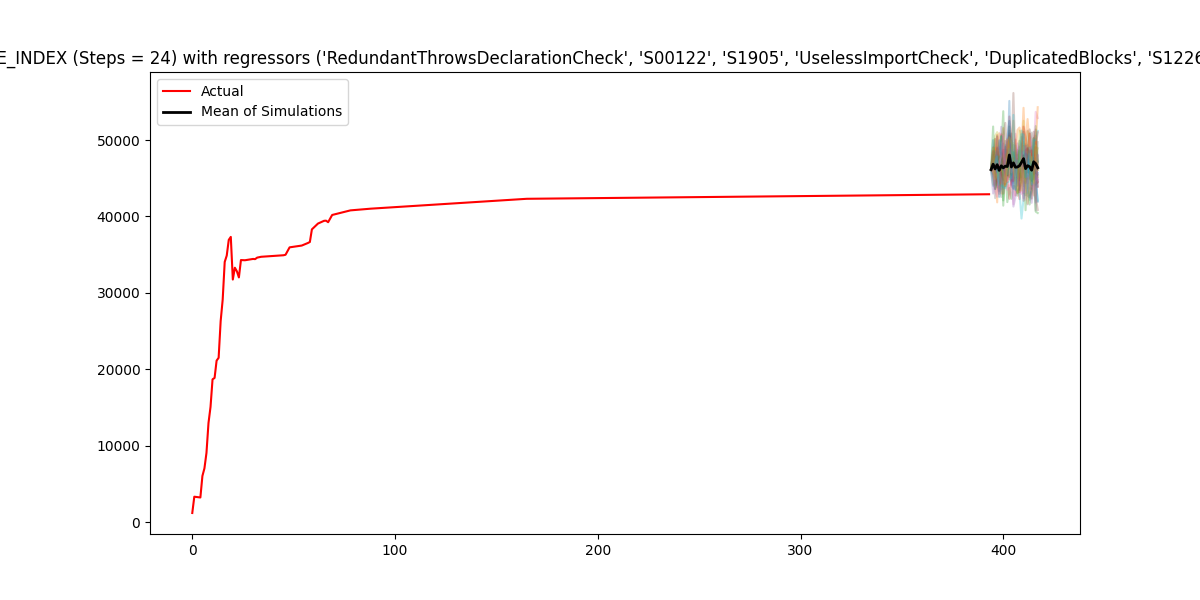 E_INDEX (Steps = 24) with regressors ('RedundantThrowsDeclarationCheck', 'S00122', 'S1905', 'UselessImportCheck', 'DuplicatedBlocks', 'S1226
Actual
Mean of Simulations
50000
40000
30000
20000
10000
0
0 100 200 300 400